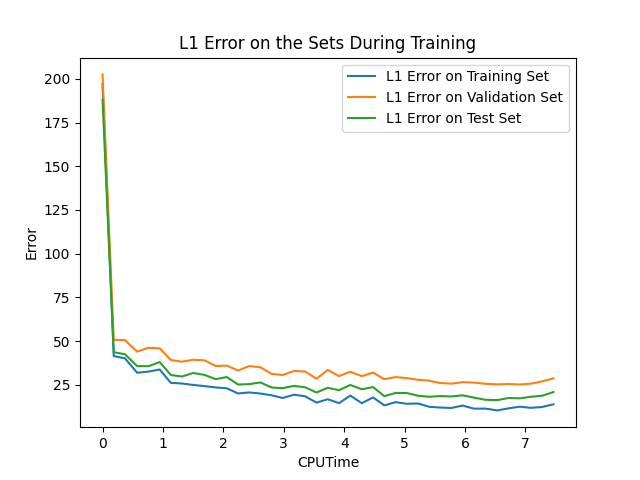 L1 Error on the Sets During Training
L1 Error on Training Set
L1 Error on Validation Set
L1 Error on Test Set
200
175
150
125
100
75
50
25
Error
0 1 2 3 4 5 6 7
CPUTime